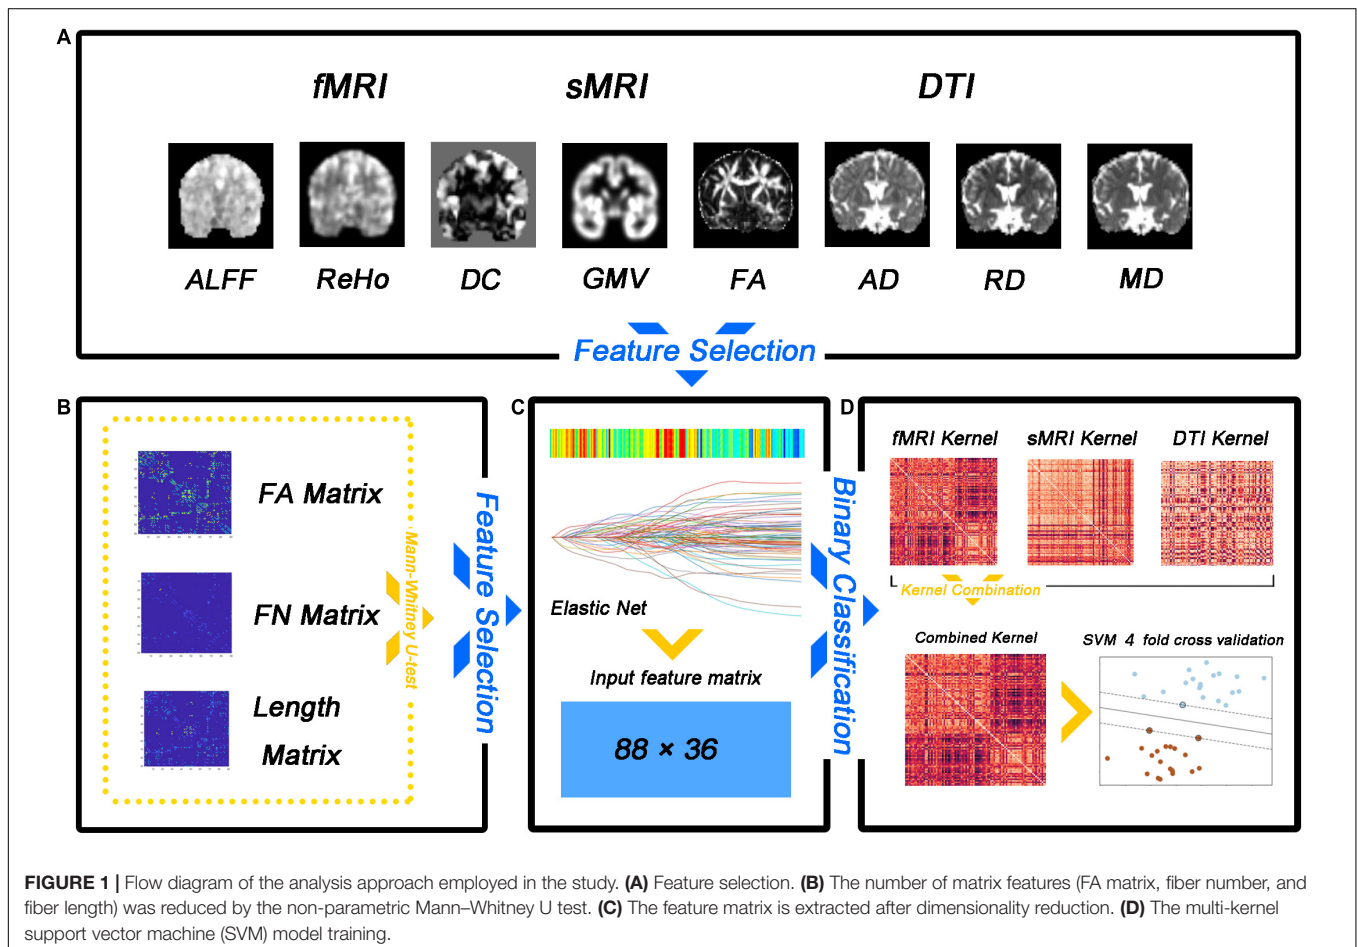 A
fMRI
sMRI
DTI
ALFF
ReHo
DC
GMV
FA
AD
RD
MD
Feature Selection
B
FA Matrix
FN Matrix
Length
Matrix
Mann-Whitney U-test
Feature Selection
C
Elastic Net
Input feature matrix
88 × 36
Binary Classification
D
fMRI Kernel
sMRI Kernel
DTI Kernel
Kernel Combination
Combined Kernel
SVM 4 fold cross validation
FIGURE 1 | Flow diagram of the analysis approach employed in the study. (A) Feature selection. (B) The number of matrix features (FA matrix, fiber number, and
fiber length) was reduced by the non-parametric Mann–Whitney U test. (C) The feature matrix is extracted after dimensionality reduction. (D) The multi-kernel
support vector machine (SVM) model training.